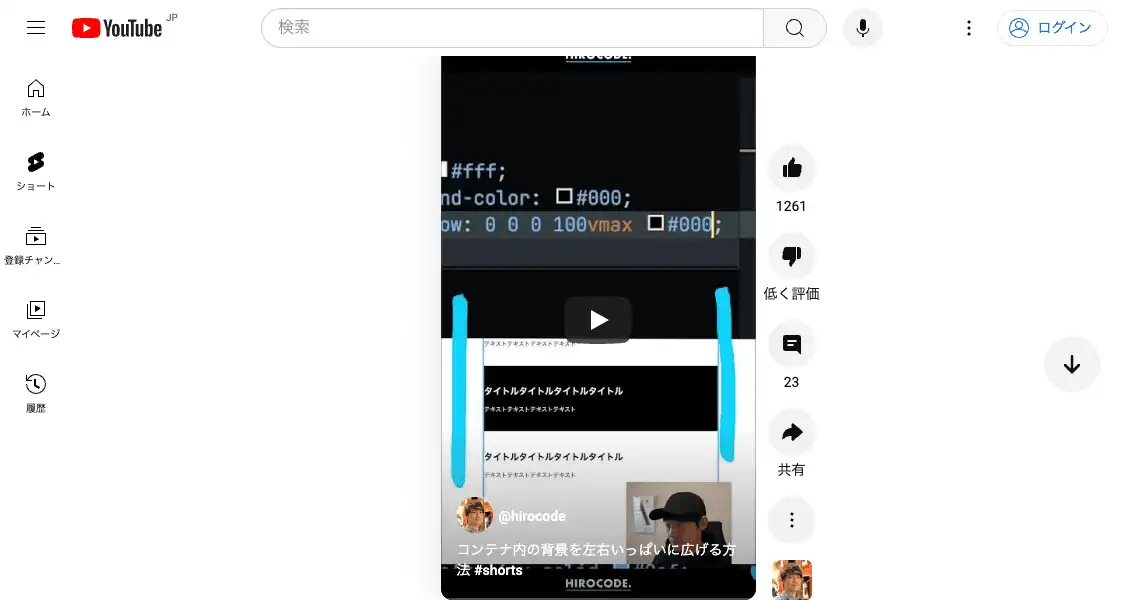 YouTube JP
検索
ログイン
ホーム
ショート
登録チャン...
マイページ
履歴
HIROCODE.
#fff;
nd-color: #000;
ow: 0 0 0 100vmax #000;
テキストテキストテキストテキスト
タイトルタイトルタイトルタイトル
テキストテキストテキストテキスト
タイトルタイトルタイトルタイトル
テキストテキストテキストテキスト
@hirocode
コンテナ内の背景を左右いっぱいに広げる方
法 #shorts
HIROCODE.
1261
低く評価
23
共有